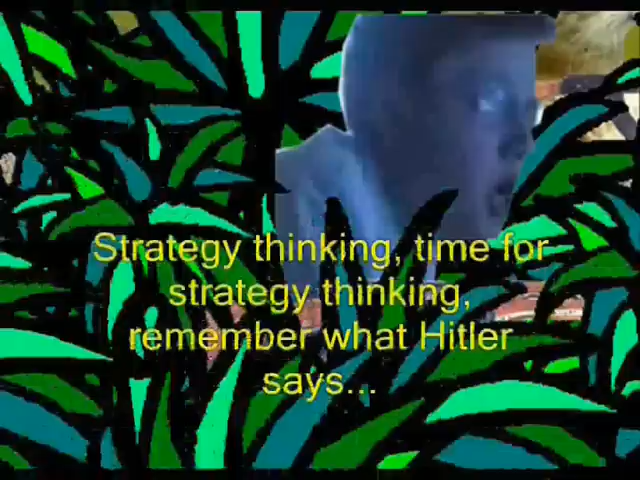 Strategy thinking, time for
strategy thinking,
remember what Hitler
says...